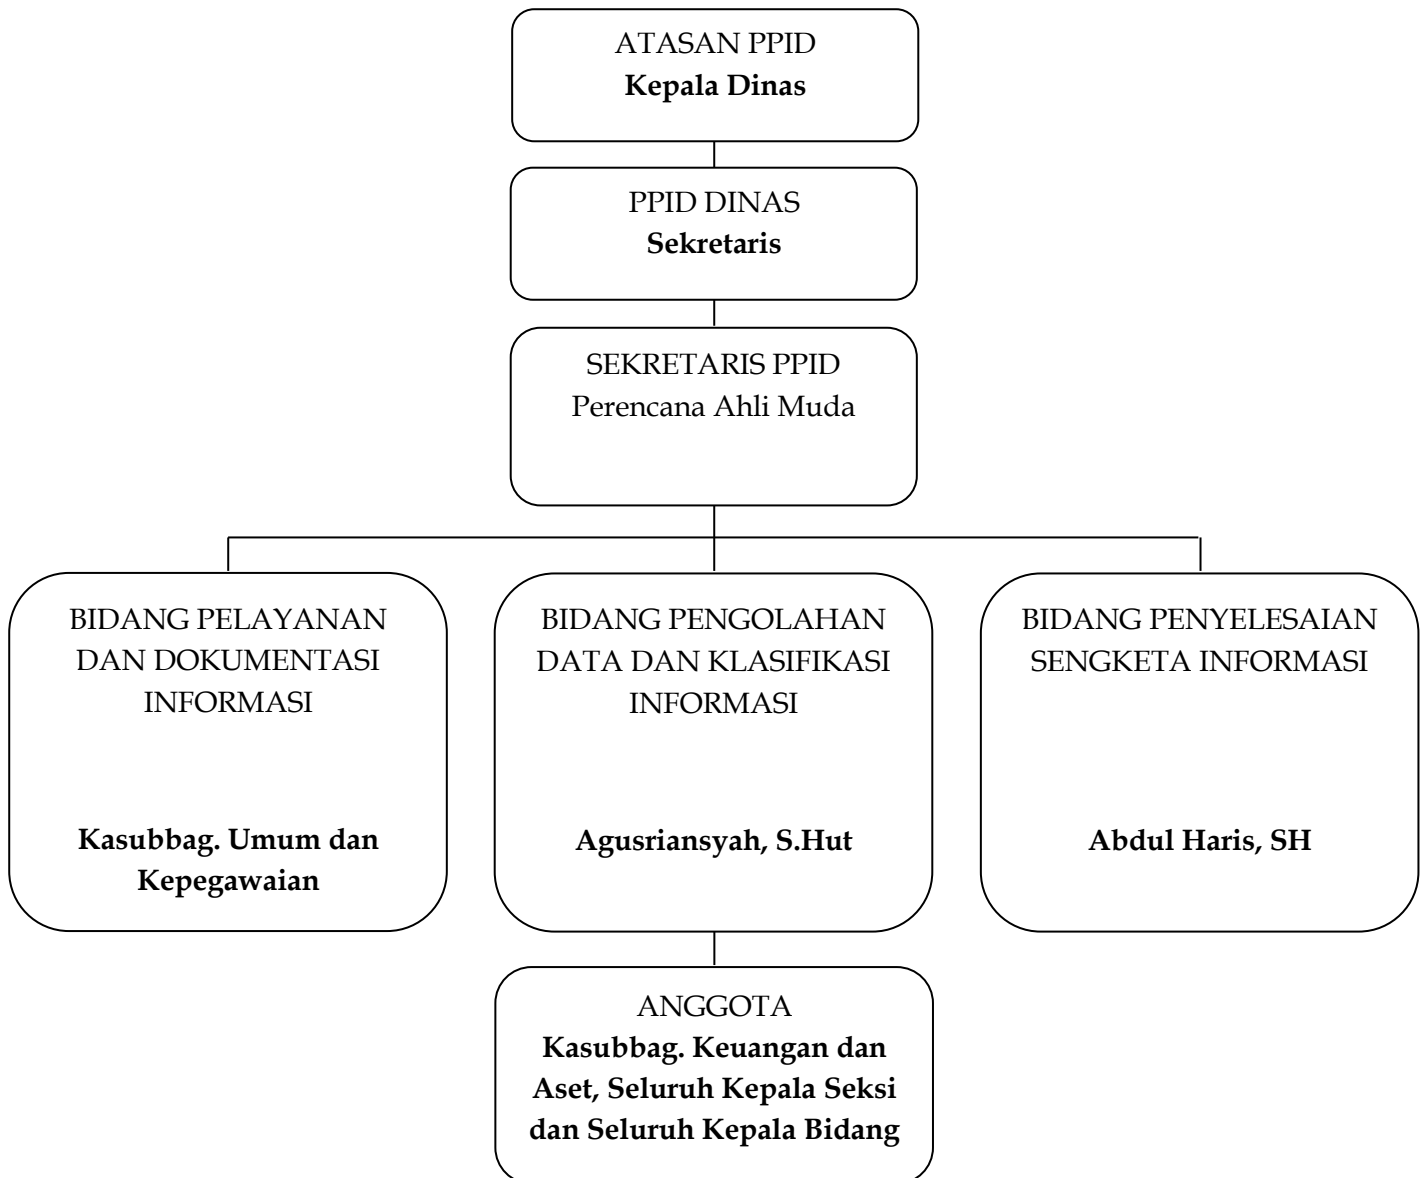 ATASAN PPID
Kepala Dinas
PPID DINAS
Sekretaris
SEKRETARIS PPID
Perencana Ahli Muda
BIDANG PELAYANAN
DAN DOKUMENTASI
INFORMASI
Kasubbag. Umum dan
Kepegawaian
BIDANG PENGOLAHAN
DATA DAN KLASIFIKASI
INFORMASI
Agusriansyah, S.Hut
BIDANG PENYELESAIAN
SENGKETA INFORMASI
Abdul Haris, SH
ANGGOTA
Kasubbag. Keuangan dan
Aset, Seluruh Kepala Seksi
dan Seluruh Kepala Bidang